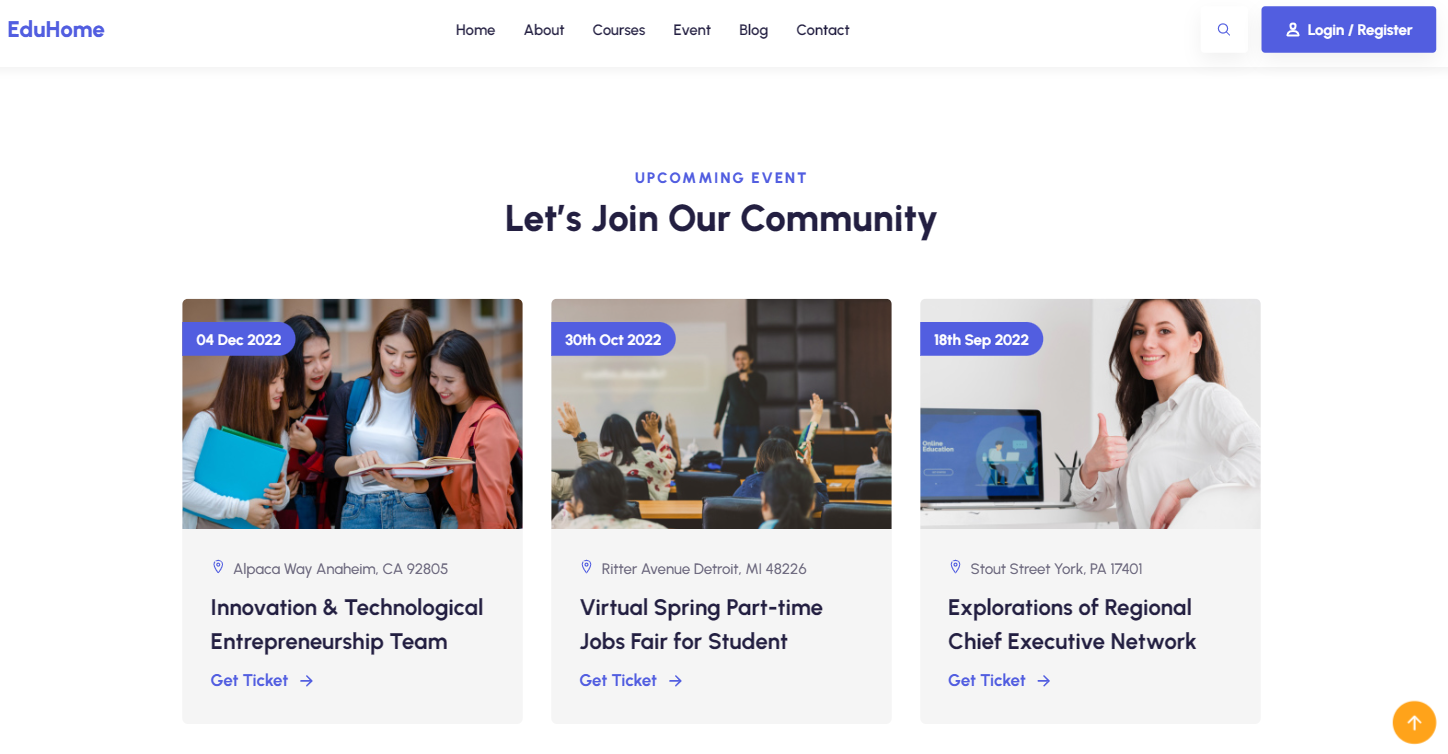 EduHome
Home
About
Courses
Event
Blog
Contact
Login / Register
UPCOMMING EVENT
Let's Join Our Community
04 Dec 2022
Alpaca Way Anaheim, CA 92805
Innovation & Technological
Entrepreneurship Team
Get Ticket
30th Oct 2022
Ritter Avenue Detroit, MI 48226
Virtual Spring Part-time
Jobs Fair for Student
Get Ticket
18th Sep 2022
Online
Education
Stout Street York, PA 17401
Explorations of Regional
Chief Executive Network
Get Ticket